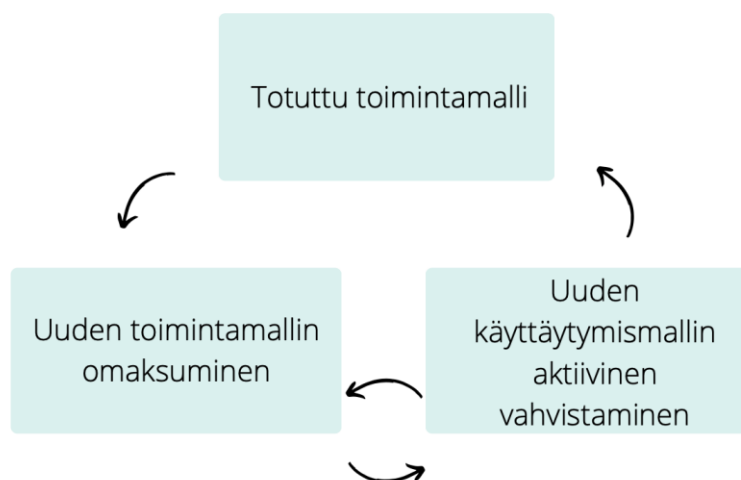 Totuttu toimintamalli
Uuden toimintamallin
omaksuminen
Uuden
käyttäytymismallin
aktiivinen
vahvistaminen